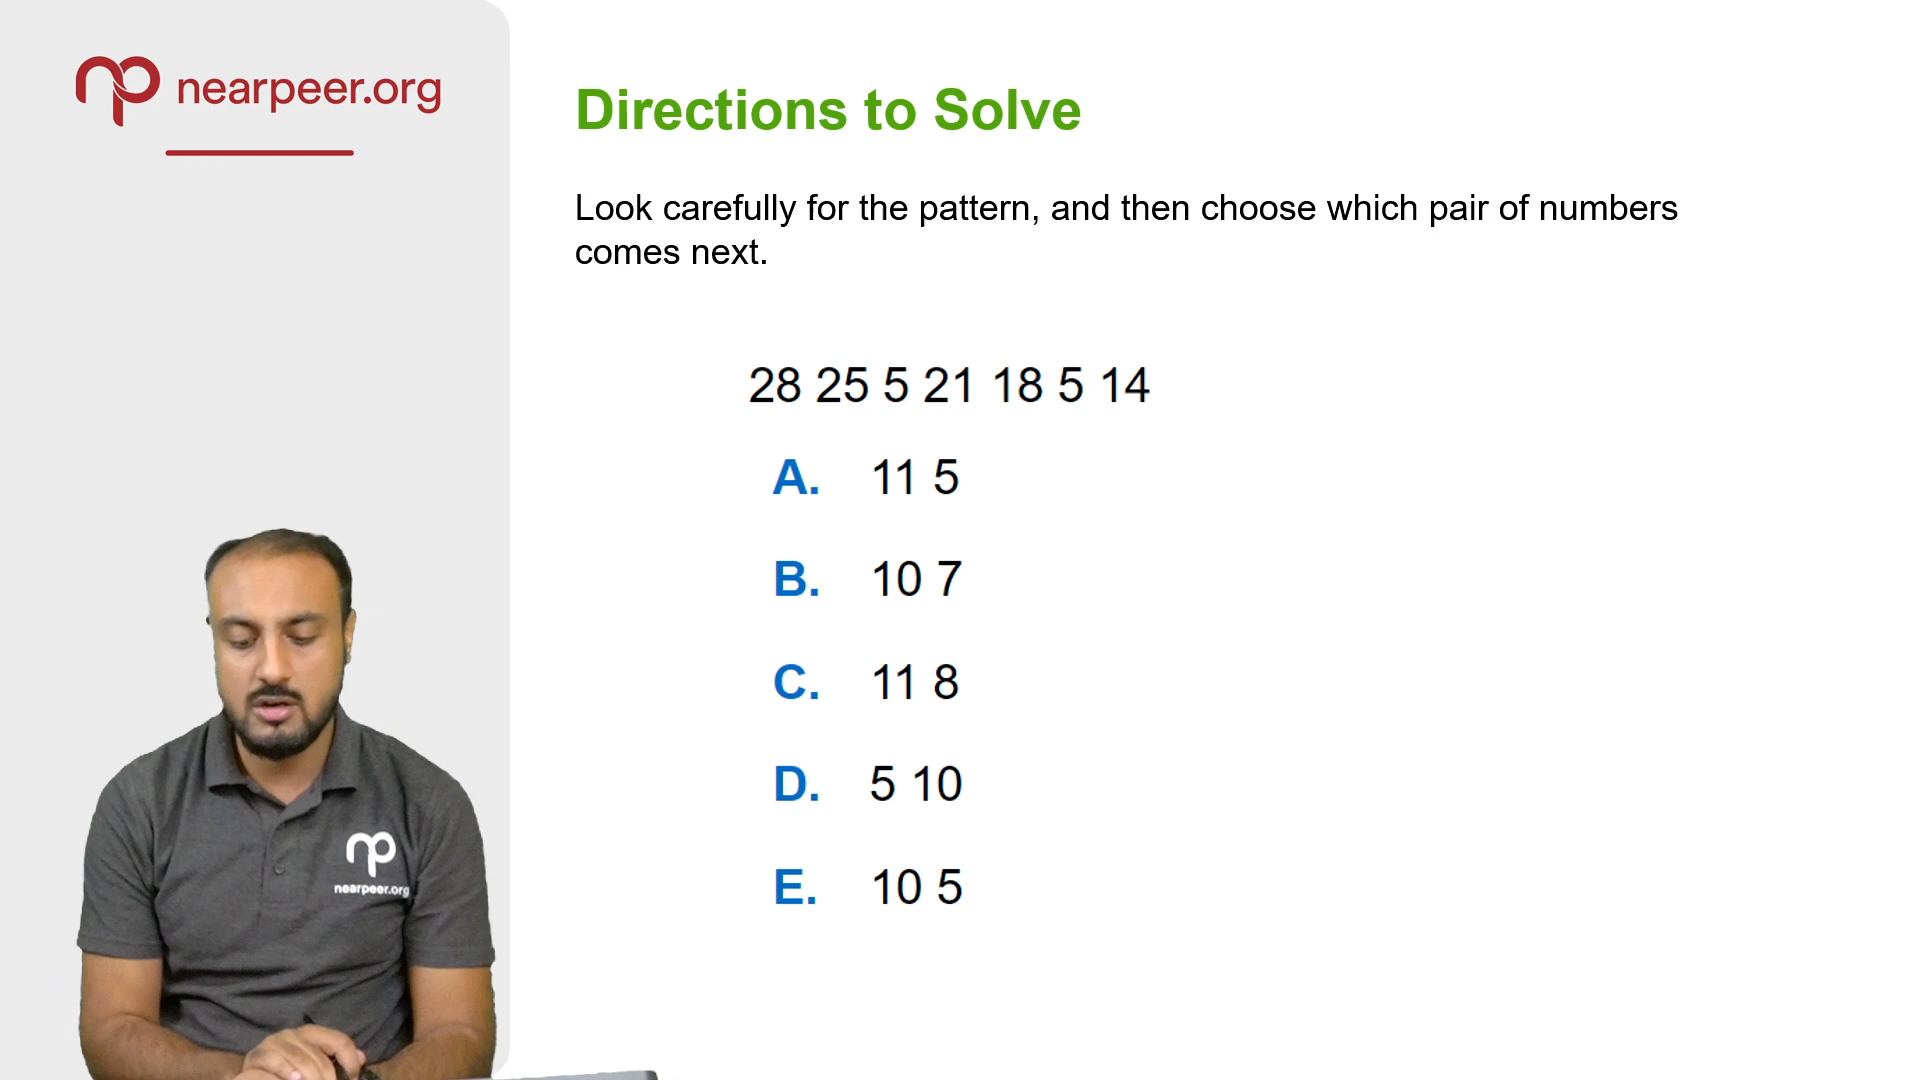 nearpeer.org
Directions to Solve
Look carefully for the pattern, and then choose which pair of numbers
comes next.
28 25 5 21 18 5 14
A. 11 5
B. 10 7
C. 11 8
D. 5 10
E. 10 5
nearpeer.org